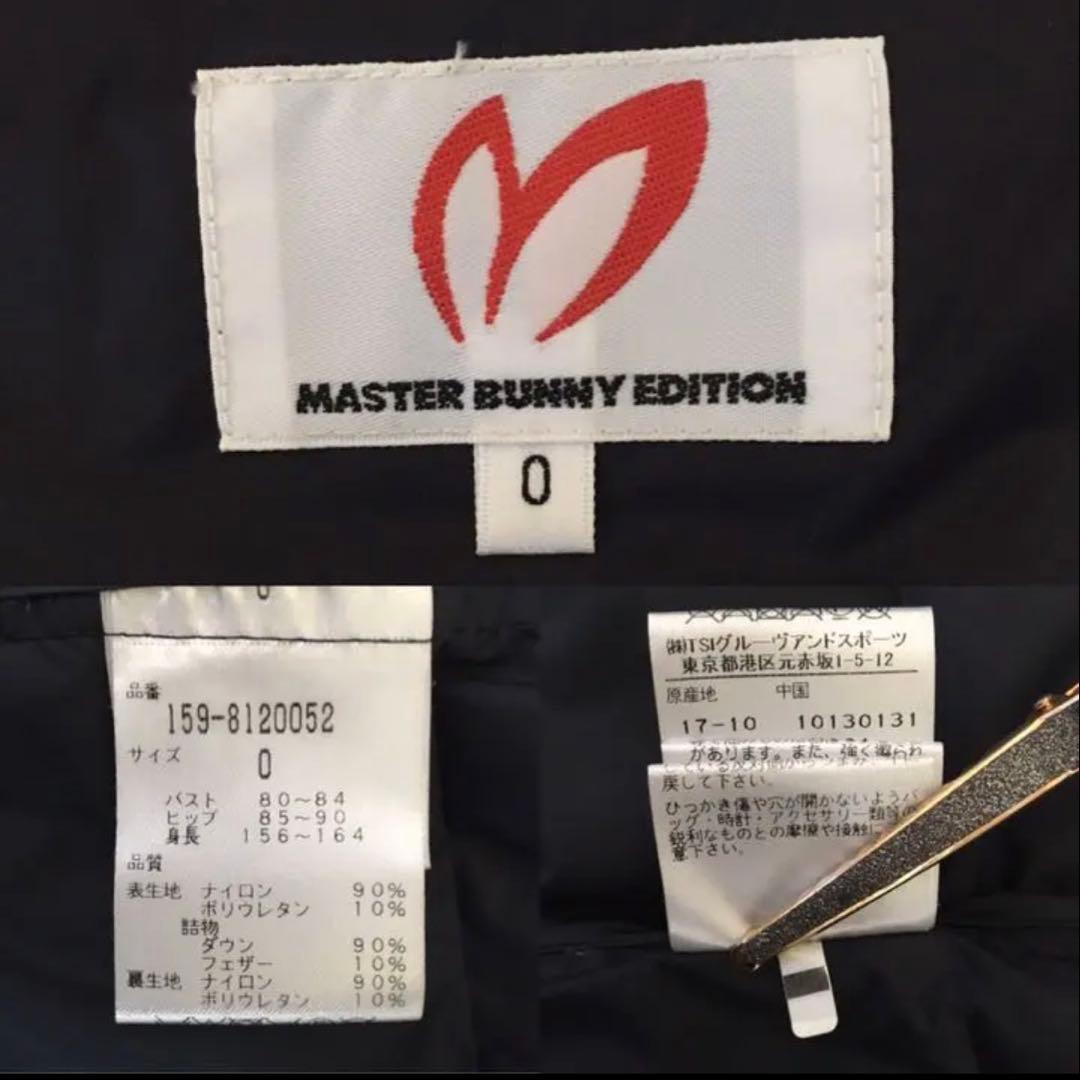 MASTER BUNNY EDITION
0
品番
159-8120052
サイズ
0
バスト 80～84
ヒップ 85～90
身長 156～164
品質
表生地 ナイロン 90%
ポリウレタン 10%
詰物
ダウン 90%
フェザー 10%
裏生地 ナイロン 90%
ポリウレタン 10%
㈱TSIグルーヴアンドスポーツ
東京都港区元赤坂1-5-12
原産地 中国
17-10 10130131
があります。また、強く擦られ
戻して下さい。
ひっかき傷や穴が開かないようバ
ッグ・時計・アクセサリー類等の
鋭利なものとの摩擦や接触に
意下さい。